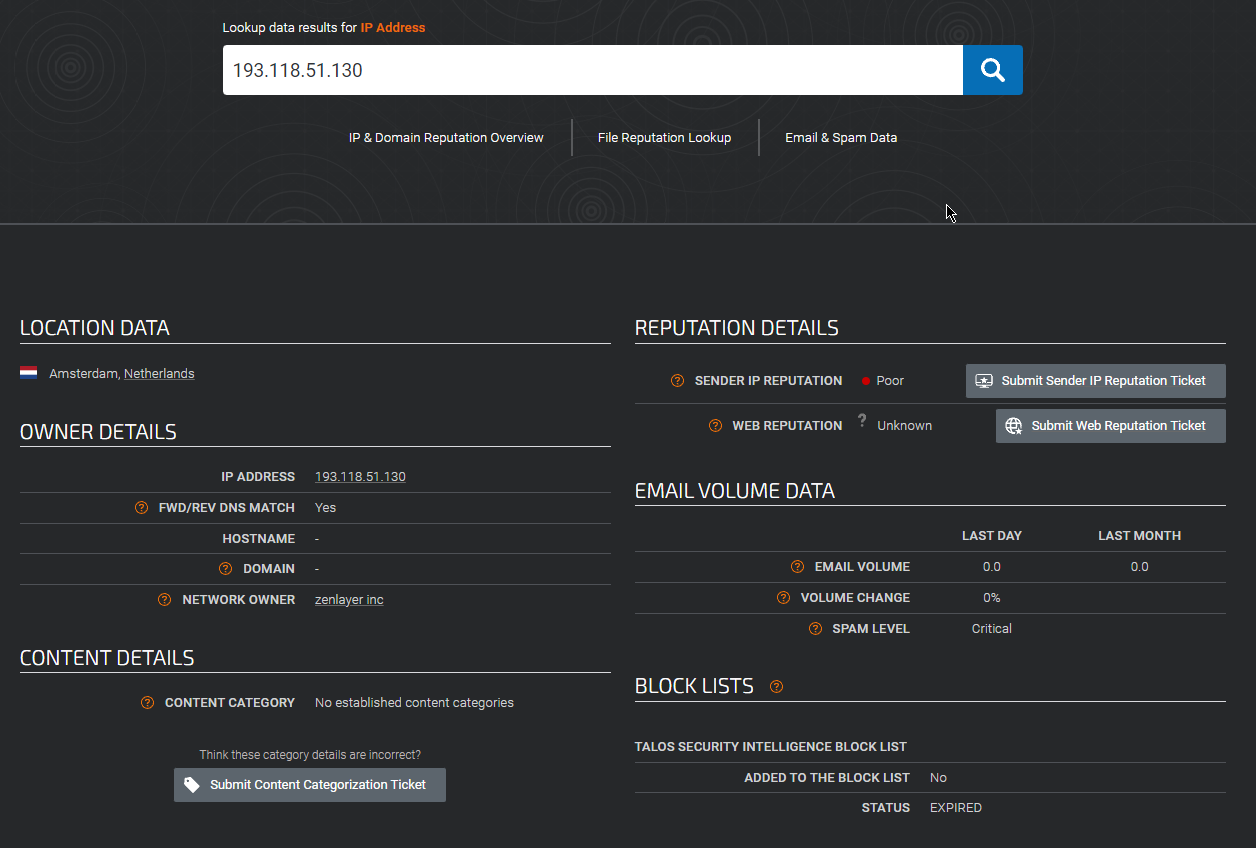 Lookup data results for IP Address
193.118.51.130
IP & Domain Reputation Overview
File Reputation Lookup
Email & Spam Data
LOCATION DATA
Amsterdam, Netherlands
OWNER DETAILS
IP ADDRESS 193.118.51.130
? FWD/REV DNS MATCH Yes
HOSTNAME -
? DOMAIN -
? NETWORK OWNER zenlayer inc
CONTENT DETAILS
? CONTENT CATEGORY No established content categories
Think these category details are incorrect?
Submit Content Categorization Ticket
REPUTATION DETAILS
? SENDER IP REPUTATION Poor Submit Sender IP Reputation Ticket
? WEB REPUTATION ? Unknown Submit Web Reputation Ticket
EMAIL VOLUME DATA
LAST DAY LAST MONTH
? EMAIL VOLUME 0.0 0.0
? VOLUME CHANGE 0%
? SPAM LEVEL Critical
BLOCK LISTS ?
TALOS SECURITY INTELLIGENCE BLOCK LIST
ADDED TO THE BLOCK LIST No
STATUS EXPIRED